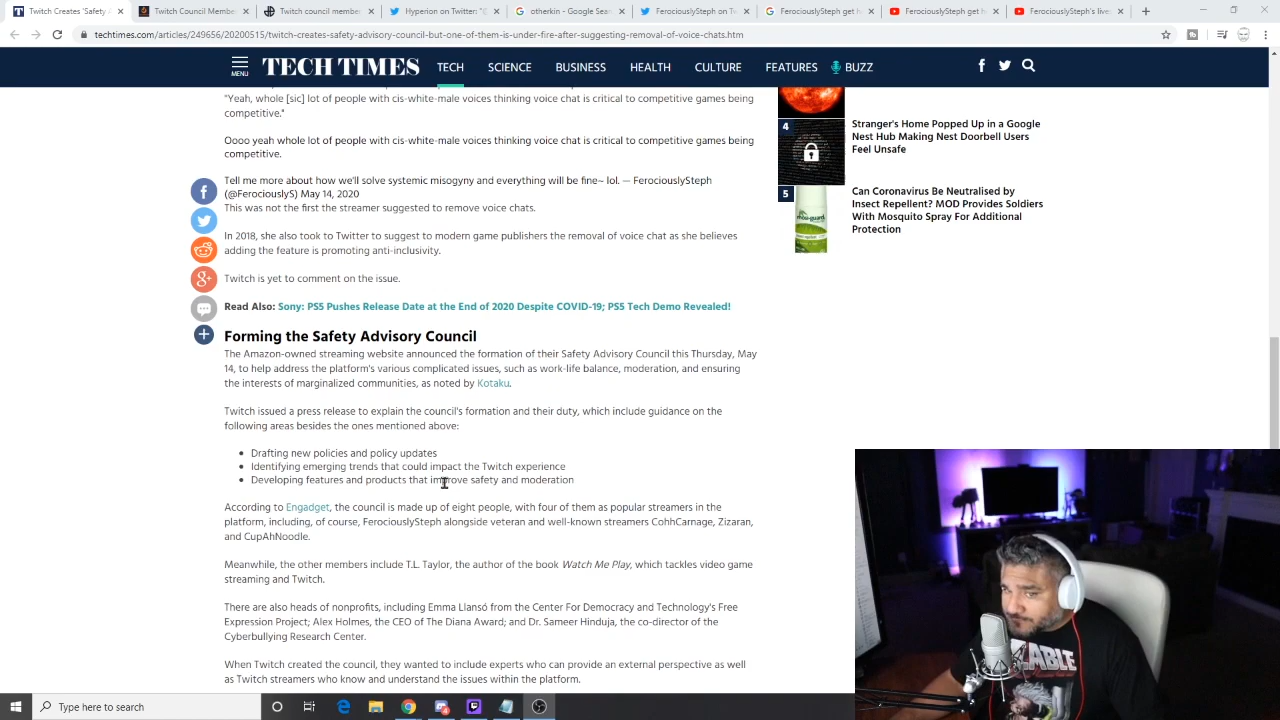 Twitch Creates 'Safety A
Twitch Council Membe
Twitch council membe
Hyperion on Twitter: "E
otherkin - Google Sear
FerociouslySteph on Tw
FerociouslySteph get h
FerociouslySteph get h
FerociouslySteph's live
techtimes.com/articles/249656/20200515/twitch-creates-safety-advisory-council-but-one-of-them-is-under-fire-after-suggesting-removal-of-voice-chats.htm
MENU
TECH TIMES
TECH
SCIENCE
BUSINESS
HEALTH
CULTURE
FEATURES
BUZZ
"Yeah, whole [sic] lot of people with cis-white-male voices thinking voice chat is critical to competitive games being
competitive."
lot of people with cis-white-male voices thinking voice chat is critical to competitive games being
competitive.
Tell me
and everything will be fine~ lol. — FerociouslySteph
(@FerociouslyS) May 14, 2020
This was not the first time she suggested to remove voice chats.
In 2018, she also took to Twitter to suggest to modern game publishers the removal of voice chat as she believes
adding the feature is promoting anti-inclusivity.
Twitch is yet to comment on the issue.
Read Also: Sony: PS5 Pushes Release Date at the End of 2020 Despite COVID-19; PS5 Tech Demo Revealed!
Forming the Safety Advisory Council
The Amazon-owned streaming website announced the formation of their Safety Advisory Council this Thursday, May
14, to help address the platform's various complicated issues, such as work-life balance, moderation, and ensuring
the interests of marginalized communities, as noted by Kotaku.
Twitch issued a press release to explain the council's formation and their duty, which include guidance on the
following areas besides the ones mentioned above:
Drafting new policies and policy updates
Identifying emerging trends that could impact the Twitch experience
Developing features and products that improve safety and moderation
According to Engadget, the council is made up of eight people, with four of them as popular streamers in the
platform, including, of course, FerociouslySteph alongside veteran and well-known streamers CohhCarnage, Zizaran,
and CupAhNoodle.
Meanwhile, the other members include T.L. Taylor, the author of the book Watch Me Play, which tackles video game
streaming and Twitch.
There are also heads of nonprofits, including Emma Llansó from the Center For Democracy and Technology's Free
Expression Project; Alex Holmes, the CEO of The Diana Award; and Dr. Sameer Hinduja, the co-director of the
Cyberbullying Research Center.
When Twitch created the council, they wanted to include experts who can provide an external perspective as well
as Twitch streamers who know and understand the issues within the platform.
4
Stranger's Home Popped Up in a Google
Nest Hub Making Nest Doorbell Users
Feel Unsafe
5
Can Coronavirus Be Neutralised by
Insect Repellent? MOD Provides Soldiers
With Mosquito Spray For Additional
Protection
Type here to search